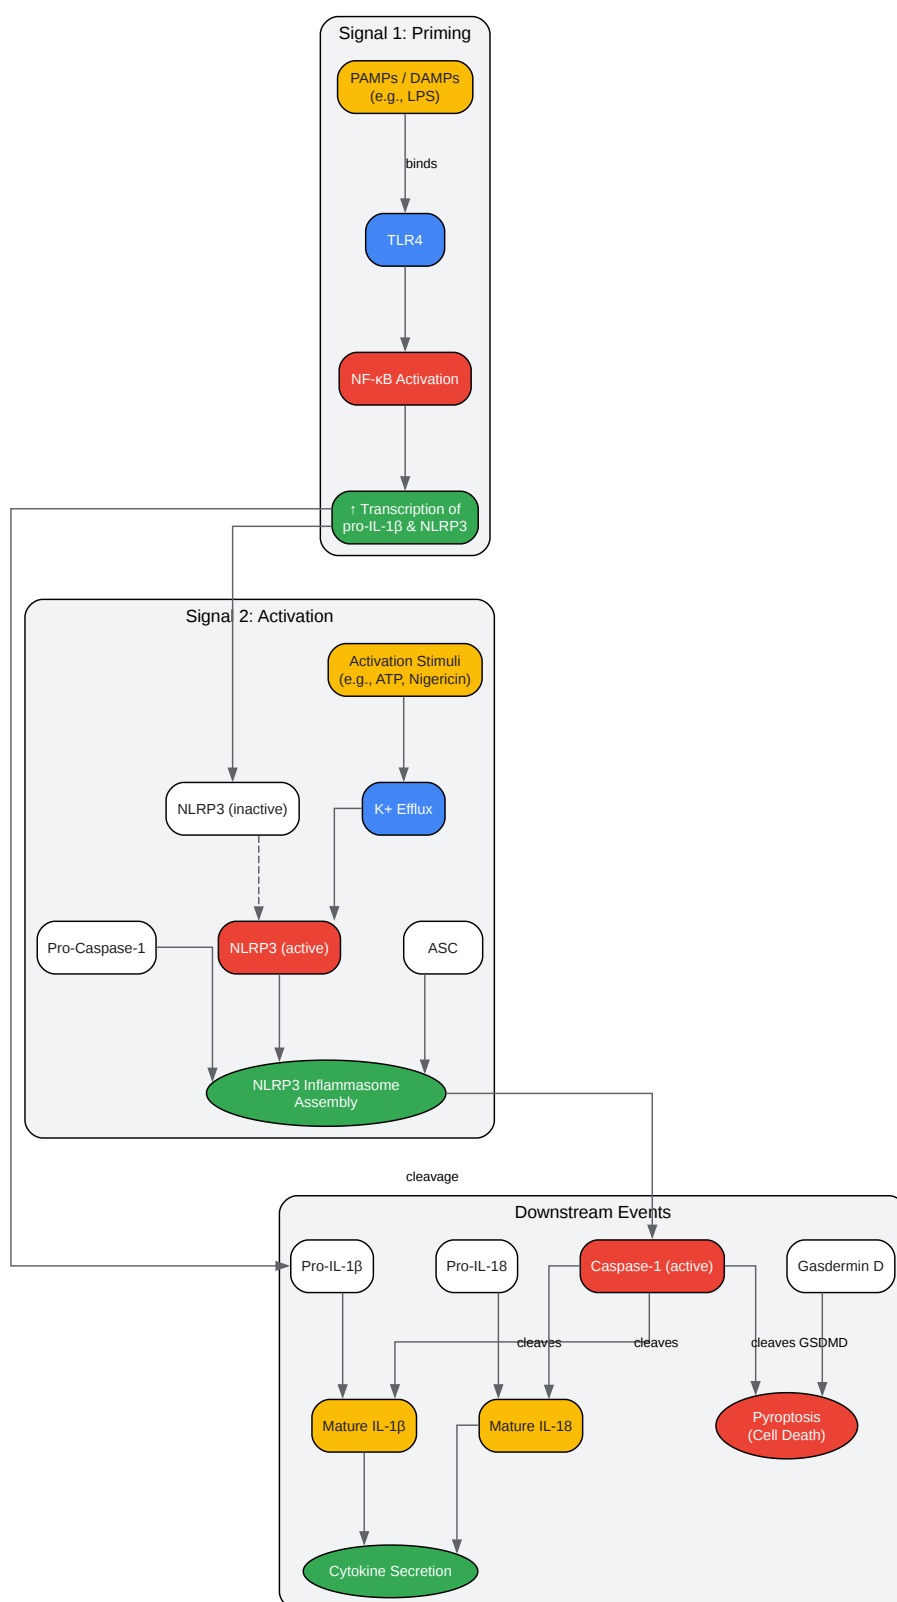 Signal 1: Priming
PAMPs / DAMPs
(e.g., LPS)
binds
TLR4
NF-κB Activation
↑ Transcription of
pro-IL-1β & NLRP3
Signal 2: Activation
Activation Stimuli
(e.g., ATP, Nigericin)
NLRP3 (inactive)
K+ Efflux
Pro-Caspase-1
NLRP3 (active)
ASC
NLRP3 Inflammasome
Assembly
cleavage
Downstream Events
Pro-IL-1β
Pro-IL-18
Caspase-1 (active)
Gasdermin D
cleaves
cleaves
cleaves GSDMD
Mature IL-1β
Mature IL-18
Pyroptosis
(Cell Death)
Cytokine Secretion